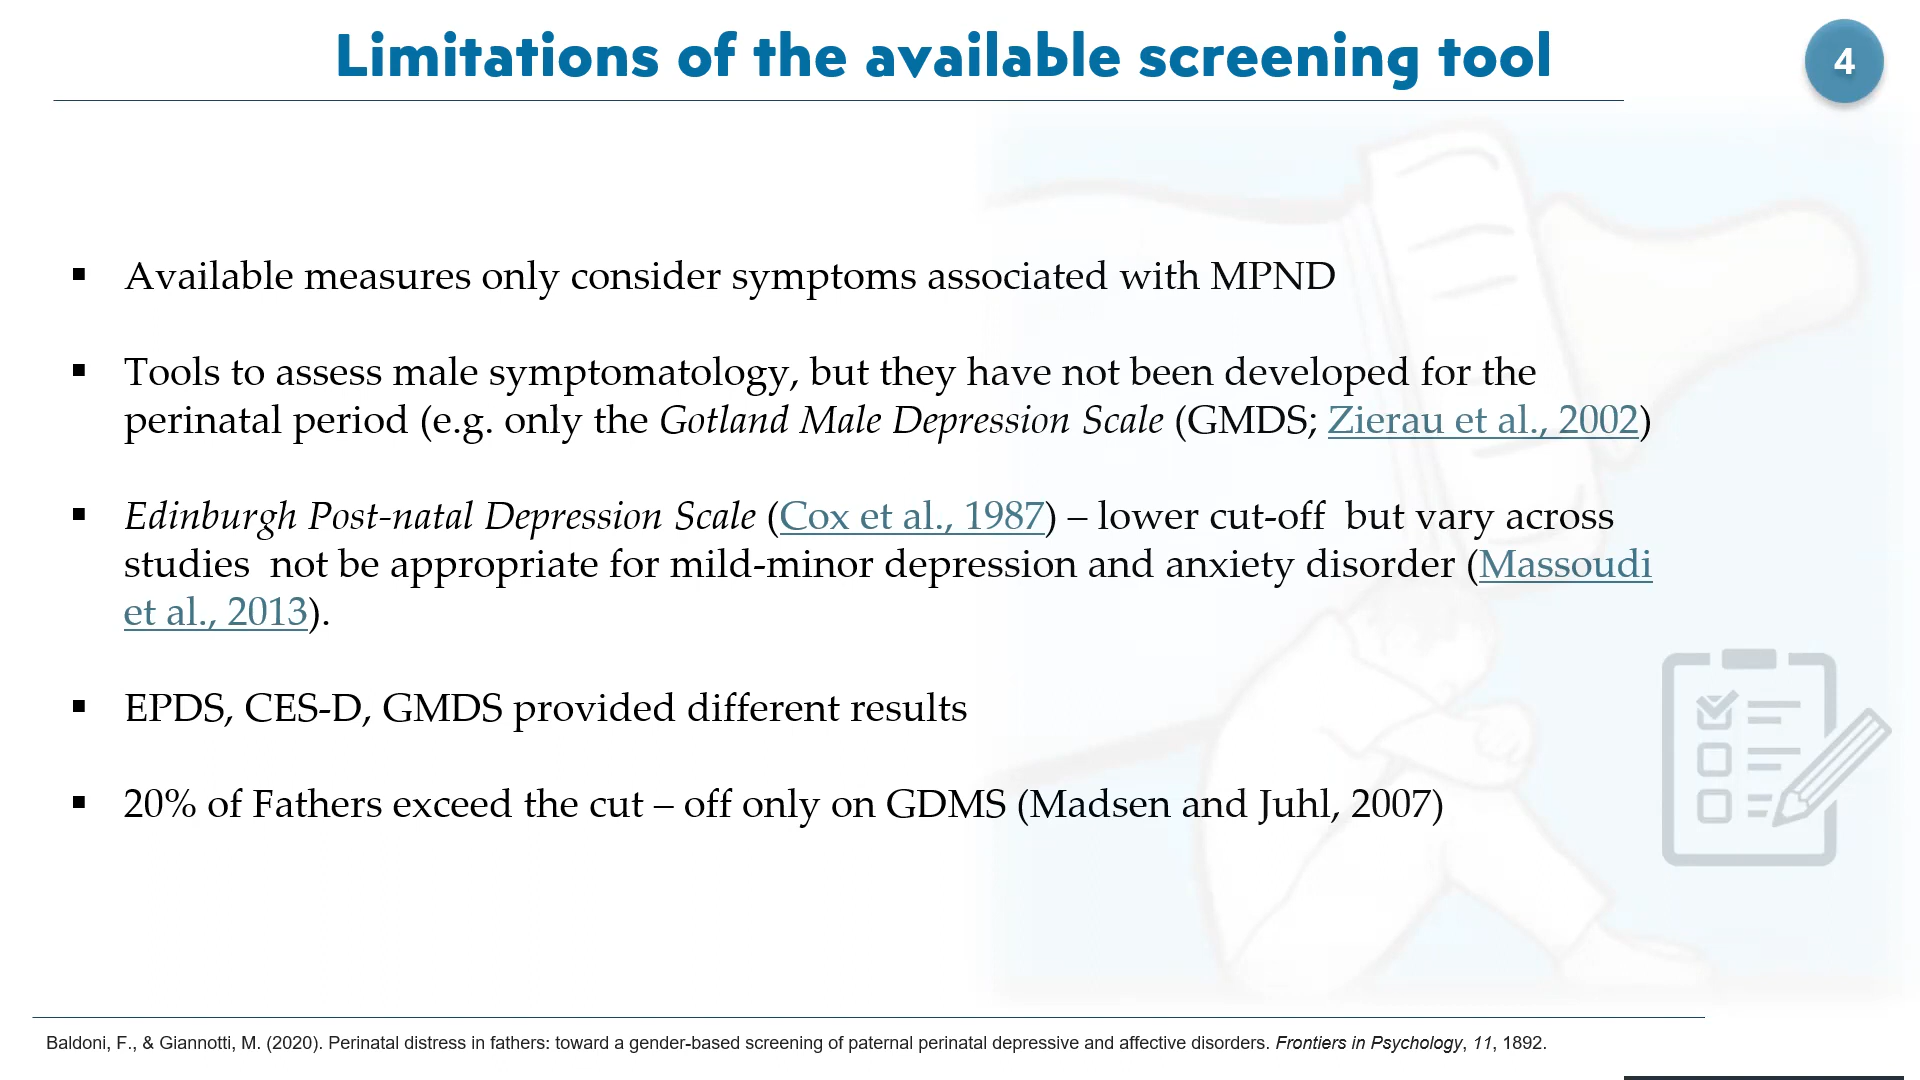 Limitations of the available screening tool
4
▪ Available measures only consider symptoms associated with MPND
▪ Tools to assess male symptomatology, but they have not been developed for the
perinatal period (e.g. only the Gotland Male Depression Scale (GMDS; Zierau et al., 2002)
▪ Edinburgh Post-natal Depression Scale (Cox et al., 1987) – lower cut-off  but vary across
studies  not be appropriate for mild-minor depression and anxiety disorder (Massoudi
et al., 2013).
▪ EPDS, CES-D, GMDS provided different results
▪ 20% of Fathers exceed the cut – off only on GDMS (Madsen and Juhl, 2007)
Baldoni, F., & Giannotti, M. (2020). Perinatal distress in fathers: toward a gender-based screening of paternal perinatal depressive and affective disorders. Frontiers in Psychology, 11, 1892.